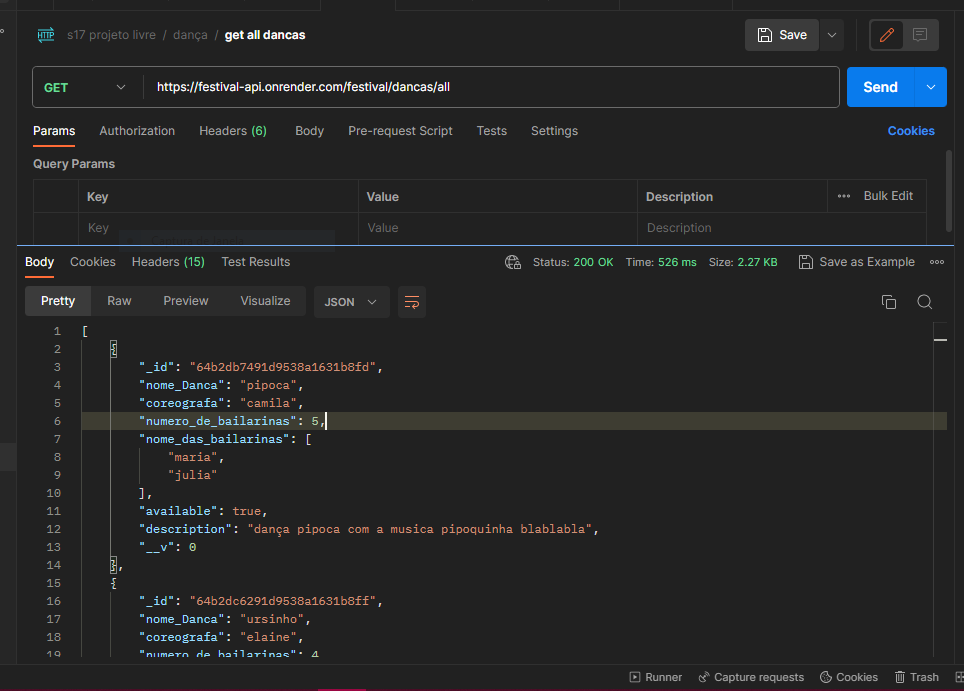 HTTP s17 projeto livre / dança / get all dancas Save
GET https://festival-api.onrender.com/festival/dancas/all Send
Params Authorization Headers (6) Body Pre-request Script Tests Settings Cookies
Query Params
Key Value Description ••• Bulk Edit
Key Value Description
Body Cookies Headers (15) Test Results Status: 200 OK Time: 526 ms Size: 2.27 KB Save as Example •••
Pretty Raw Preview Visualize JSON
1 [
2 {
3 "_id": "64b2db7491d9538a1631b8fd",
4 "nome_Danca": "pipoca",
5 "coreografa": "camila",
6 "numero_de_bailarinas": 5,
7 "nome_das_bailarinas": [
8 "maria",
9 "julia"
10 ],
11 "available": true,
12 "description": "dança pipoca com a musica pipoquinha blablabla",
13 "__v": 0
14 },
15 {
16 "_id": "64b2dc6291d9538a1631b8ff",
17 "nome_Danca": "ursinho",
18 "coreografa": "elaine",
19 "numero_de_bailarinas": 4
Runner Capture requests Cookies Trash